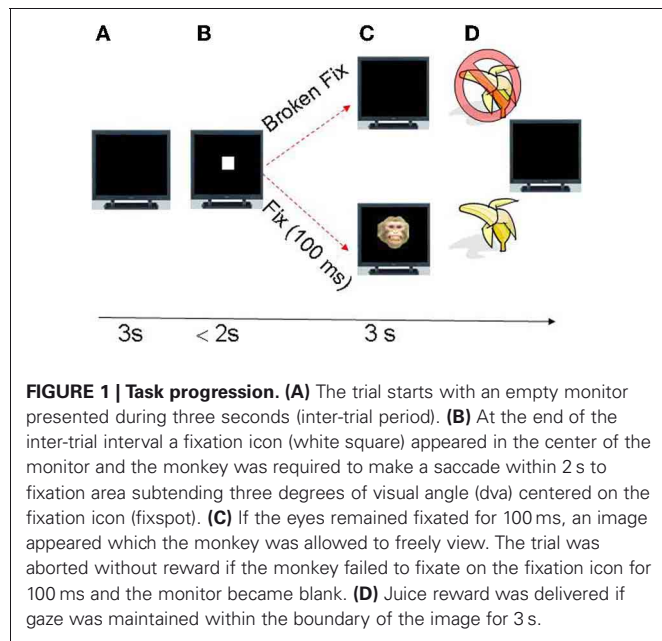 A B C D
Broken Fix
Fix (100 ms)
3s < 2s 3 s
FIGURE 1 | Task progression. (A) The trial starts with an empty monitor
presented during three seconds (inter-trial period). (B) At the end of the
inter-trial interval a fixation icon (white square) appeared in the center of the
monitor and the monkey was required to make a saccade within 2 s to
fixation area subtending three degrees of visual angle (dva) centered on the
fixation icon (fixspot). (C) If the eyes remained fixated for 100 ms, an image
appeared which the monkey was allowed to freely view. The trial was
aborted without reward if the monkey failed to fixate on the fixation icon for
100 ms and the monitor became blank. (D) Juice reward was delivered if
gaze was maintained within the boundary of the image for 3 s.